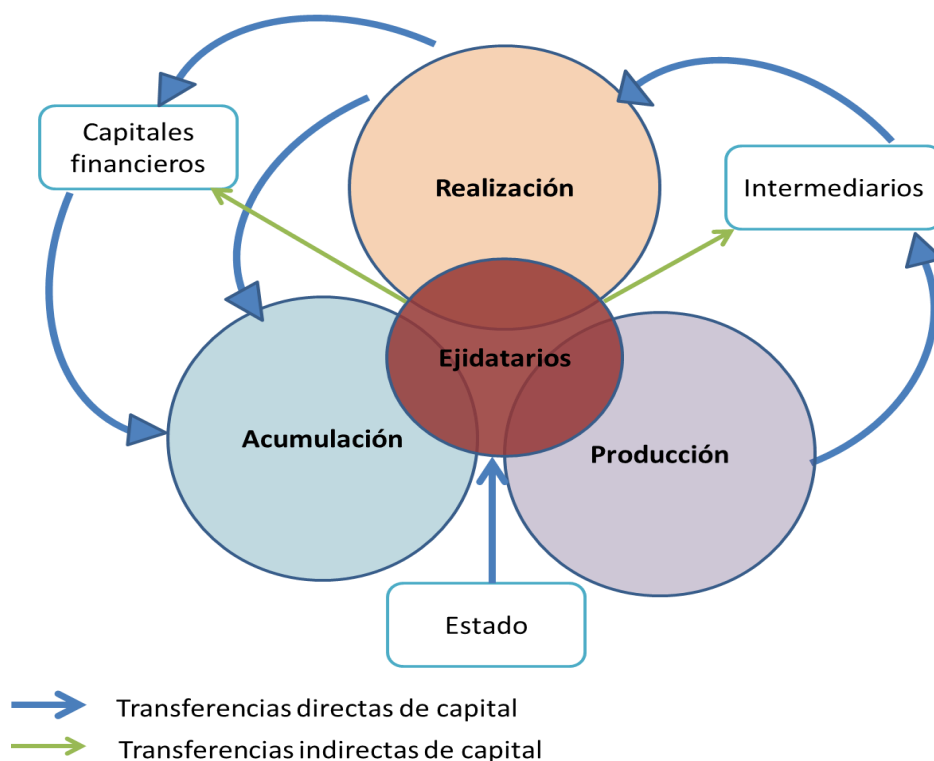 Capitales
financieros
Realización
Intermediarios
Ejidatarios
Acumulación
Producción
Estado
Transferencias directas de capital
Transferencias indirectas de capital